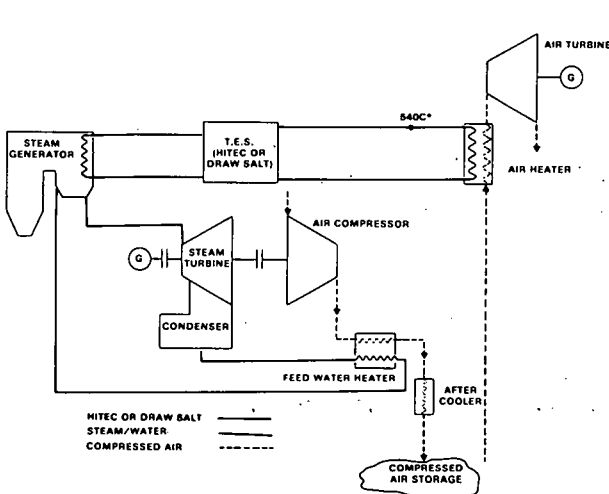 AIR TURBINE
G
540C*
STEAM
GENERATOR
T.E.S.
(HITEC OR
DRAW SALT)
AIR HEATER
AIR COMPRESSOR
G
STEAM
TURBINE
CONDENSER
FEED WATER HEATER
AFTER
COOLER
HITEC OR DRAW SALT
STEAM/WATER
COMPRESSED AIR
COMPRESSED
AIR STORAGE